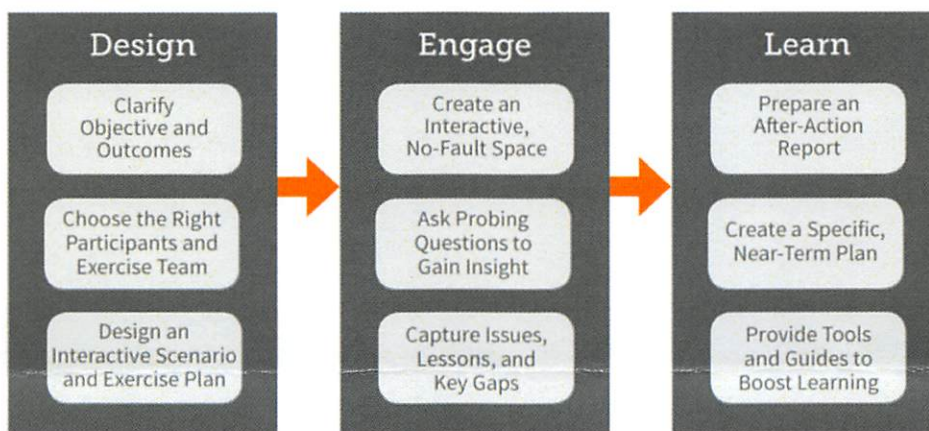 Design
Clarify
Objective and
Outcomes
Choose the Right
Participants and
Exercise Team
Design an
Interactive Scenario
and Exercise Plan
Engage
Create an
Interactive,
No-Fault Space
Ask Probing
Questions to
Gain Insight
Capture Issues,
Lessons, and
Key Gaps
Learn
Prepare an
After-Action
Report
Create a Specific,
Near-Term Plan
Provide Tools
and Guides to
Boost Learning